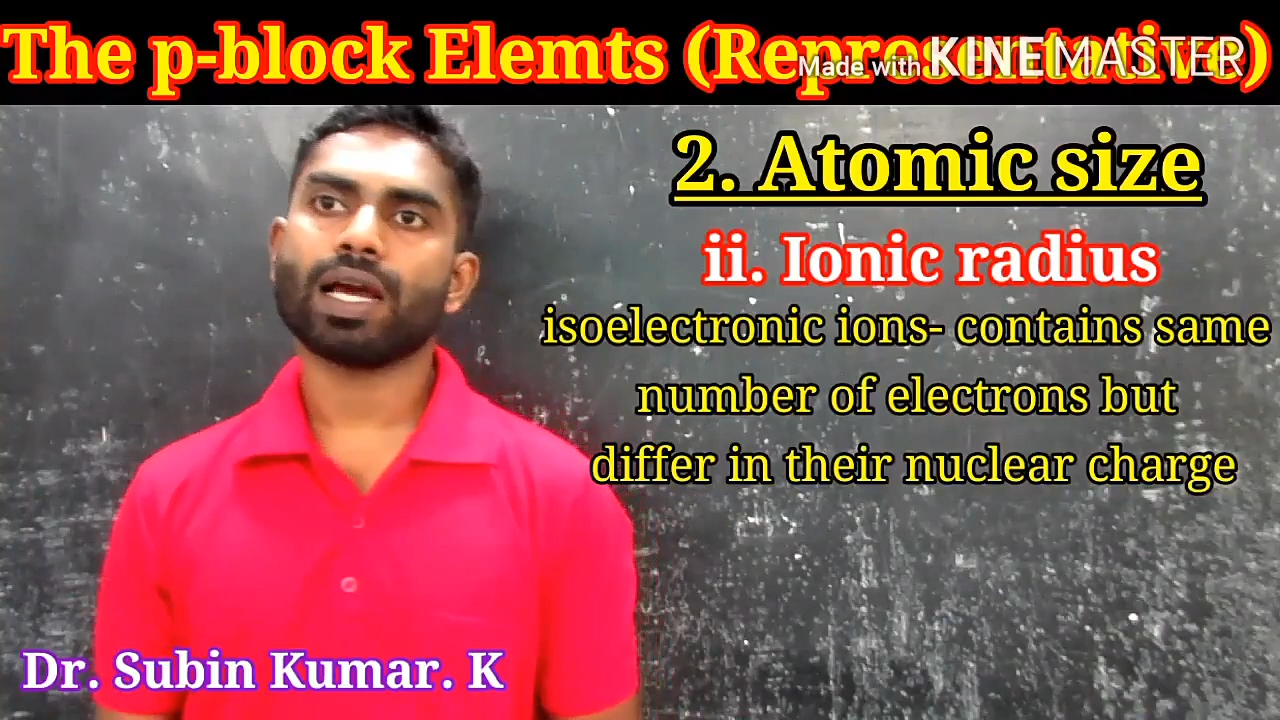 The p-block Elemts (Representative)
Made with KINEMASTER
2. Atomic size
ii. Ionic radius
isoelectronic ions- contains same
number of electrons but
differ in their nuclear charge
Dr. Subin Kumar. K